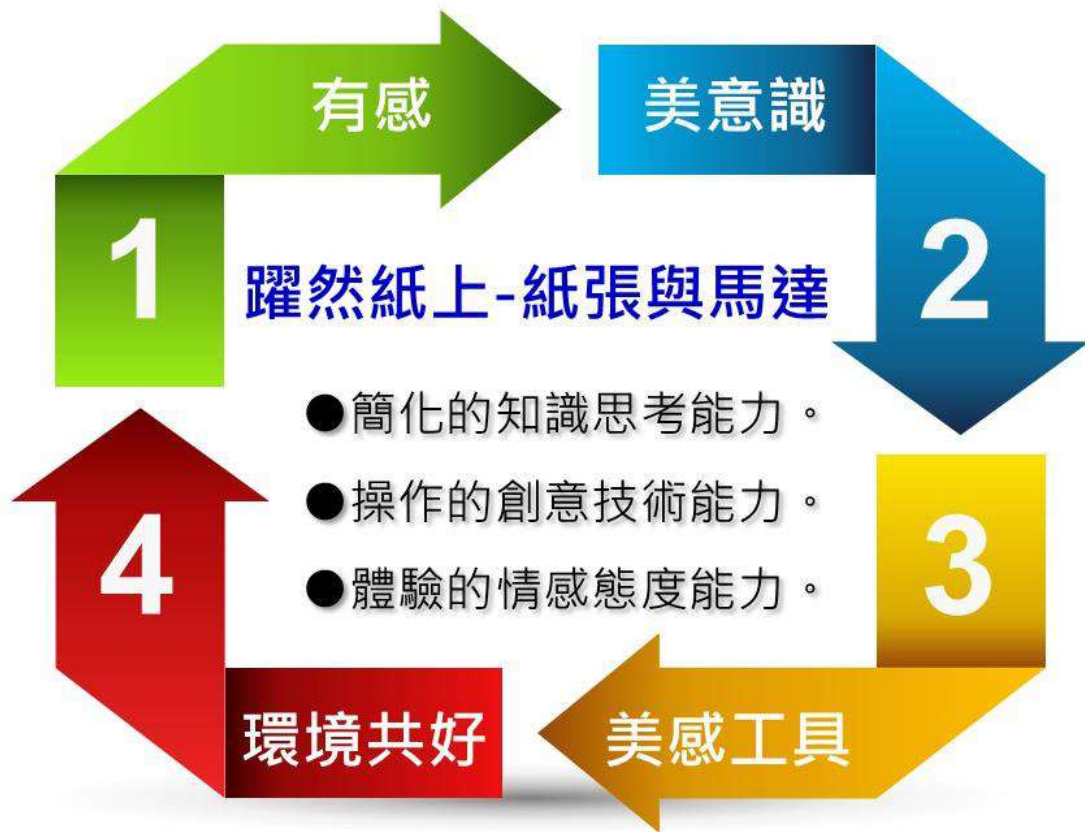 有感
美意識
1
2
躍然紙上-紙張與馬達
●簡化的知識思考能力。
●操作的創意技術能力。
●體驗的情感態度能力。
4
3
環境共好
美感工具